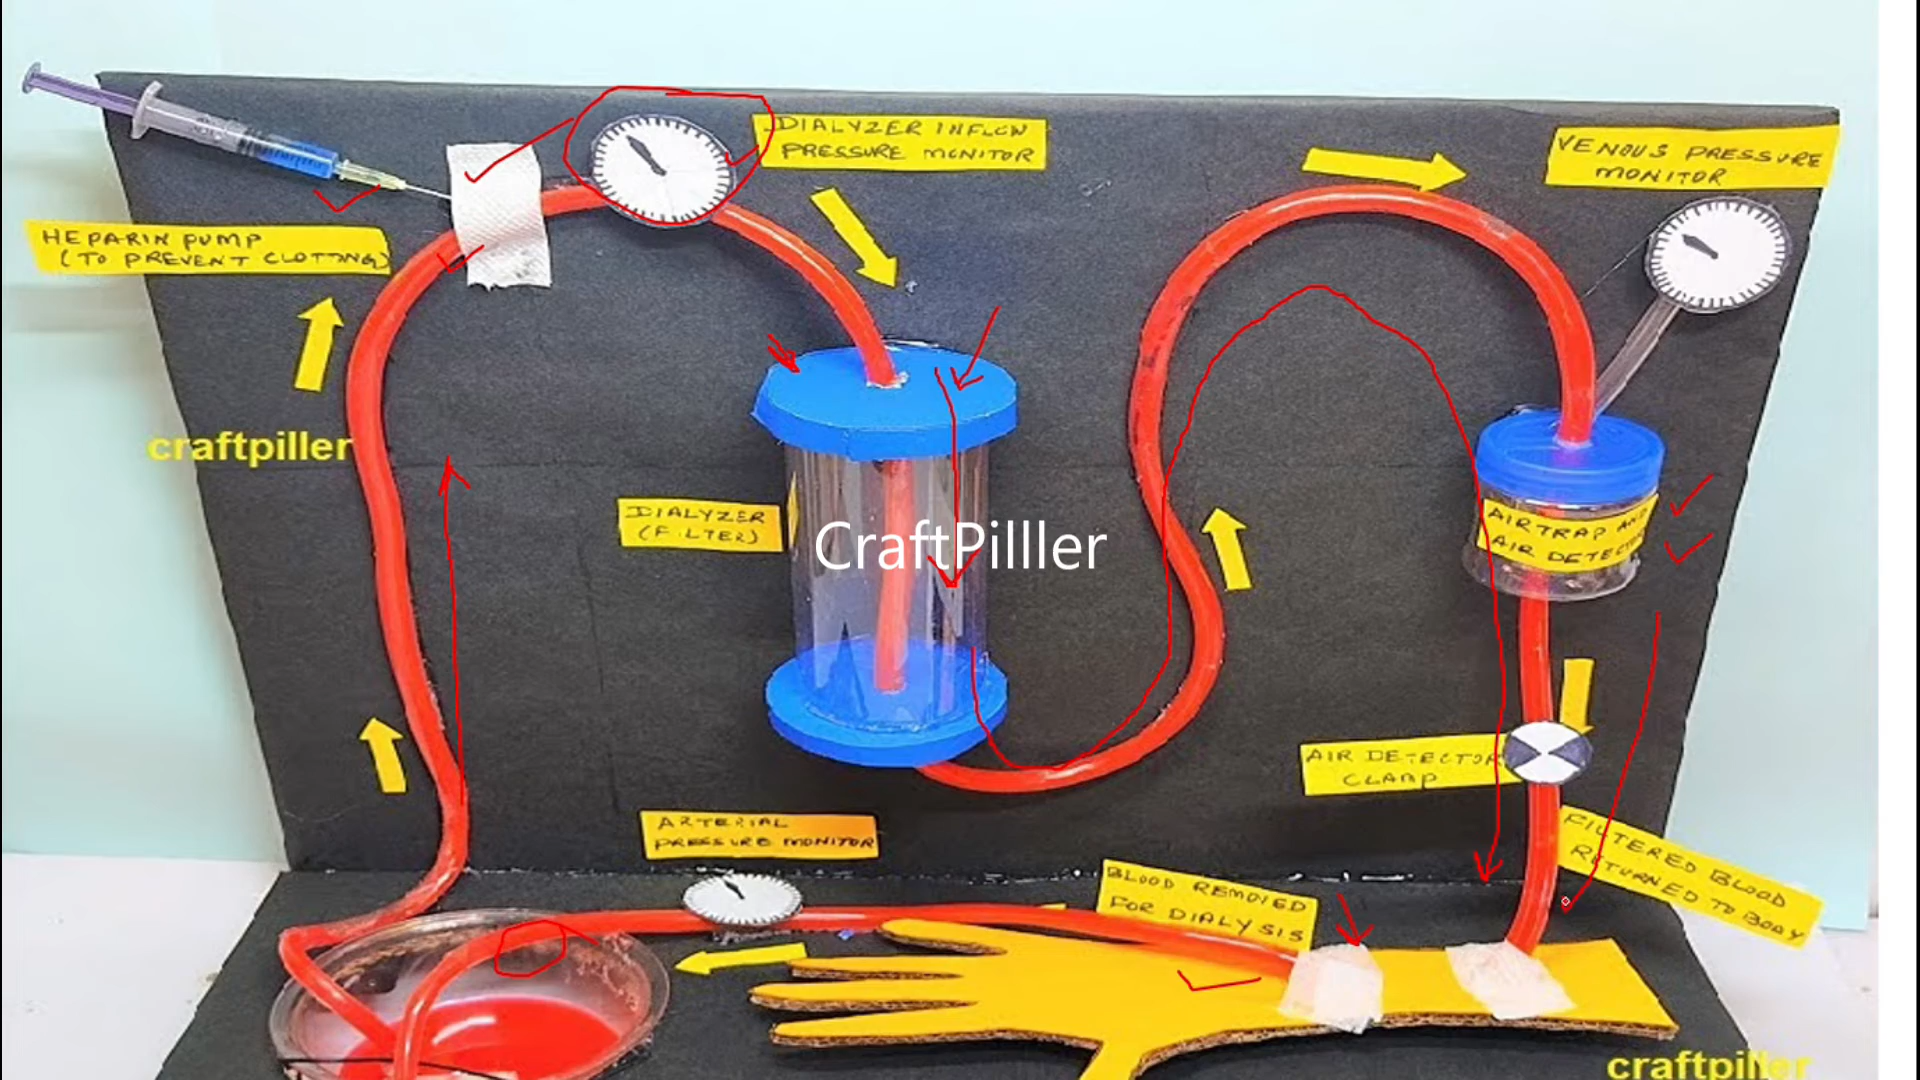 DIALYZER INFLOW
PRESSURE MONITOR
VENOUS PRESSURE
MONITOR
HEPARIN PUMP
(TO PREVENT CLOTTING)
craftpiller
DIALYZER
(FILTER)
CraftPilller
AIR TRAP AND
AIR DETECTOR
AIR DETECTOR
CLAMP
ARTERIAL
PRESSURE MONITOR
BLOOD REMOVED
FOR DIALYSIS
FILTERED BLOOD
RETURNED TO BODY
craftpiller